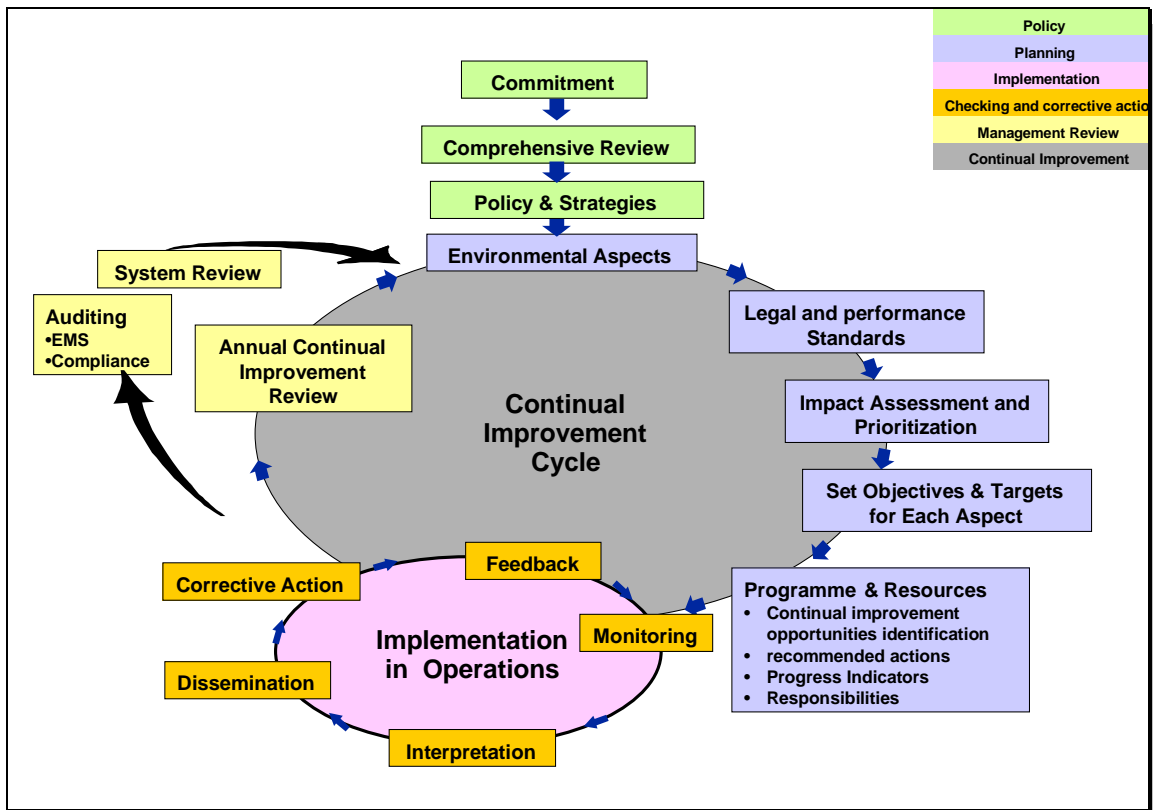 Policy
Planning
Implementation
Checking and corrective actio
Management Review
Continual Improvement
Commitment
Comprehensive Review
Policy & Strategies
Environmental Aspects
System Review
Auditing
•EMS
•Compliance
Annual Continual
Improvement
Review
Legal and performance
Standards
Impact Assessment and
Prioritization
Continual
Improvement
Cycle
Set Objectives & Targets
for Each Aspect
Programme & Resources
• Continual improvement
opportunities identification
• recommended actions
• Progress Indicators
• Responsibilities
Feedback
Corrective Action
Monitoring
Implementation
in Operations
Dissemination
Interpretation